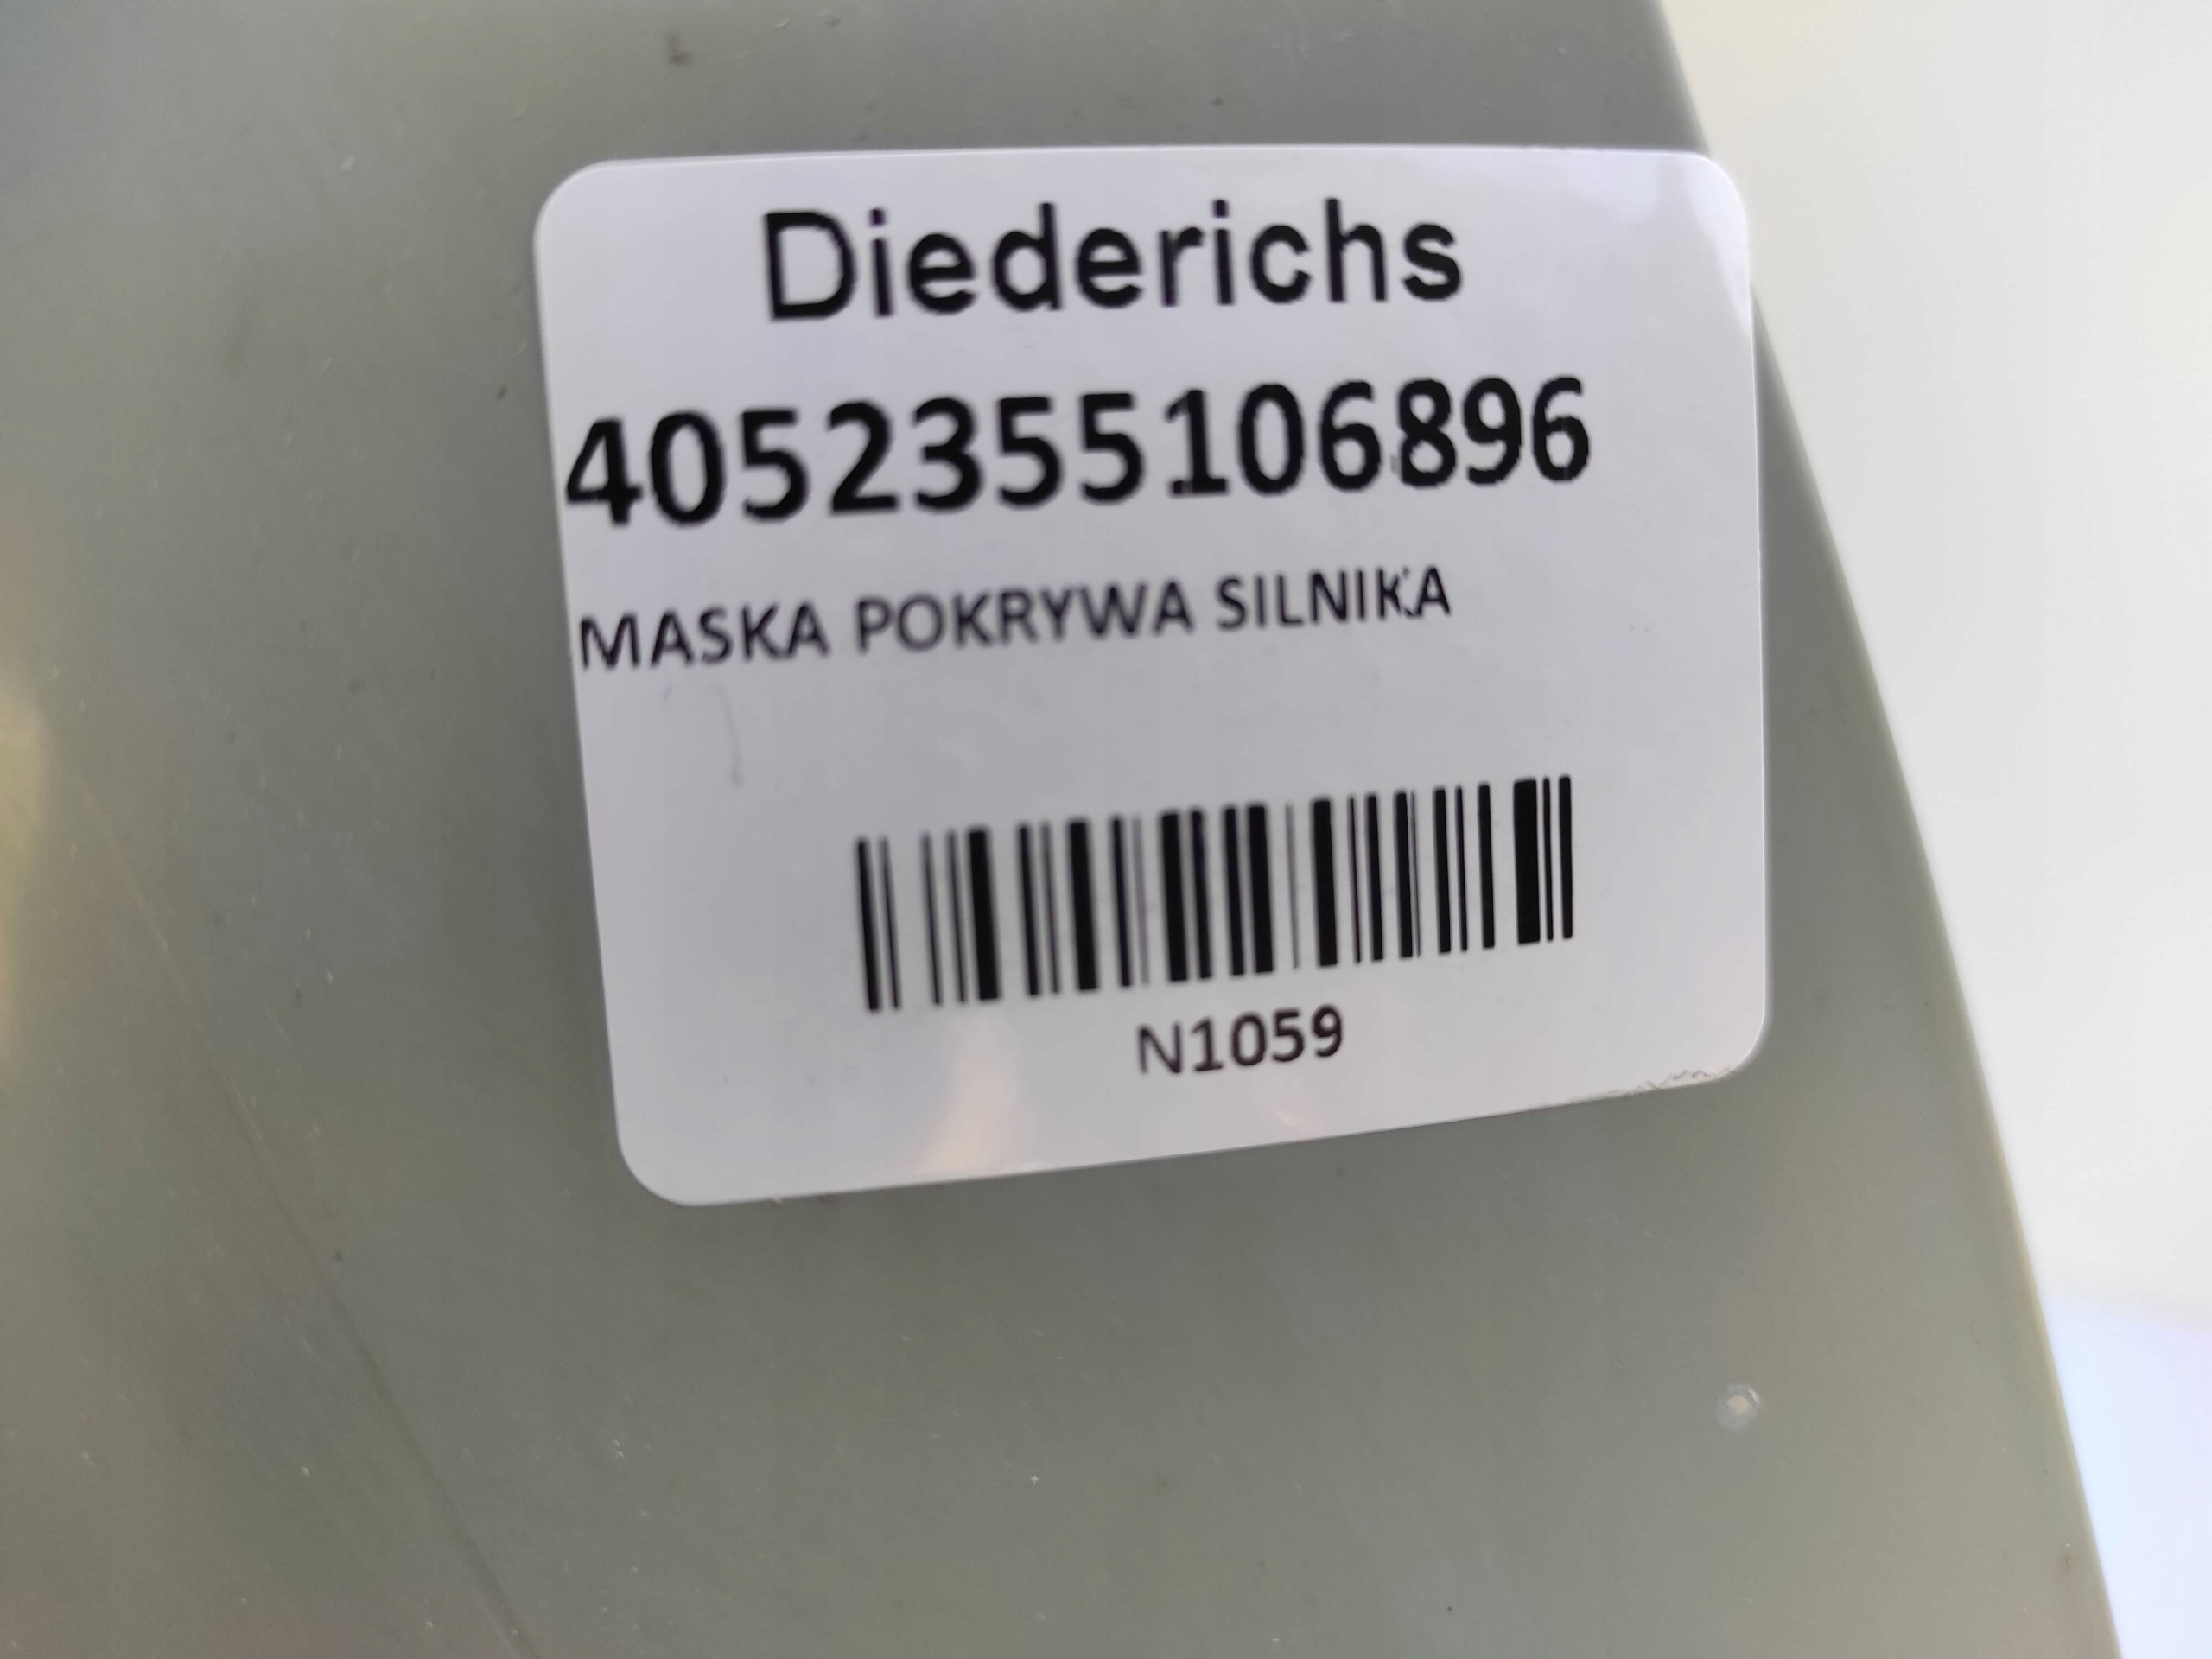 Diederichs
4052355106896
MASKA POKRYWA SILNIKA
N1059